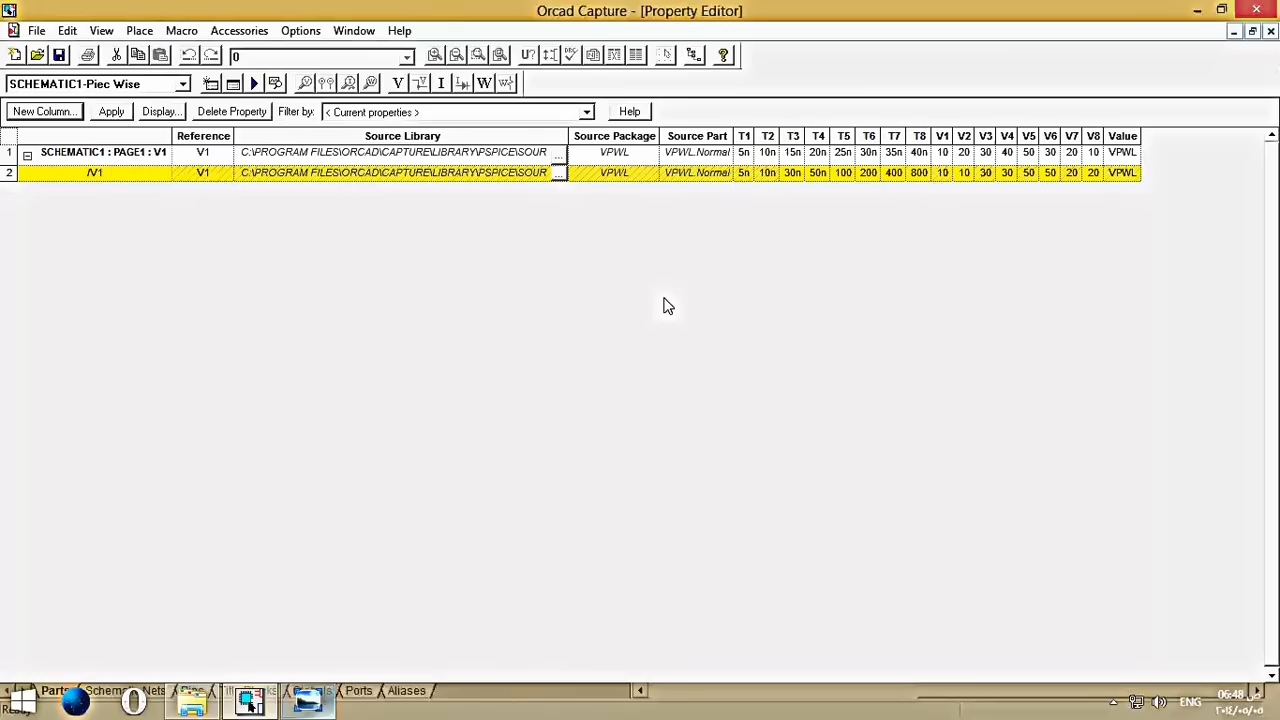 Orcad Capture - [Property Editor]
File Edit View Place Macro Accessories Options Window Help
0
SCHEMATIC1-Piec Wise
V I W
New Column... Apply Display... Delete Property Filter by: < Current properties > Help
Reference Source Library Source Package Source Part T1 T2 T3 T4 T5 T6 T7 T8 V1 V2 V3 V4 V5 V6 V7 V8 Value
1 SCHEMATIC1 : PAGE1 : V1 V1 C:\PROGRAM FILES\ORCAD\CAPTURE\LIBRARY\PSPICE\SOUR ... VPWL VPWL.Normal 5n 10n 15n 20n 25n 30n 35n 40n 10 20 30 40 50 30 20 10 VPWL
2 /V1 V1 C:\PROGRAM FILES\ORCAD\CAPTURE\LIBRARY\PSPICE\SOUR ... VPWL VPWL.Normal 5n 10n 30n 50n 100 200 400 800 10 10 30 30 50 50 20 20 VPWL
Parts Schematic Nets Ports Aliases
ENG 06:48 ص